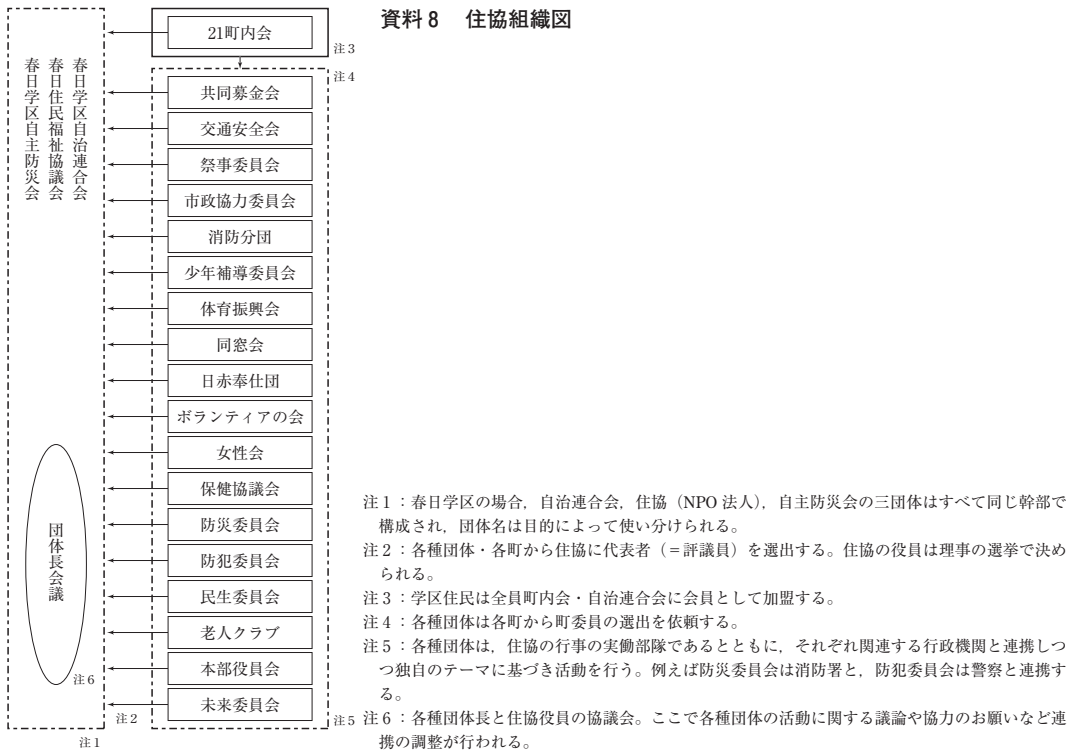 資料8 住協組織図
21町内会
注3
注4
春日学区自治連合会
春日住民福祉協議会
春日学区自主防災会
共同募金会
交通安全会
祭事委員会
市政協力委員会
消防分団
少年補導委員会
体育振興会
同窓会
日赤奉仕団
ボランティアの会
女性会
保健協議会
防災委員会
防犯委員会
民生委員会
老人クラブ
本部役員会
未来委員会
団体長会議
注6
注2
注5
注1
注1：春日学区の場合，自治連合会，住協（NPO 法人），自主防災会の三団体はすべて同じ幹部で
構成され，団体名は目的によって使い分けられる。
注2：各種団体・各町から住協に代表者（＝評議員）を選出する。住協の役員は理事の選挙で決め
られる。
注3：学区住民は全員町内会・自治連合会に会員として加盟する。
注4：各種団体は各町から町委員の選出を依頼する。
注5：各種団体は，住協の行事の実働部隊であるとともに，それぞれ関連する行政機関と連携しつ
つ独自のテーマに基づき活動を行う。例えば防災委員会は消防署と，防犯委員会は警察と連携す
る。
注6：各種団体長と住協役員の協議会。ここで各種団体の活動に関する議論や協力のお願いなど連
携の調整が行われる。